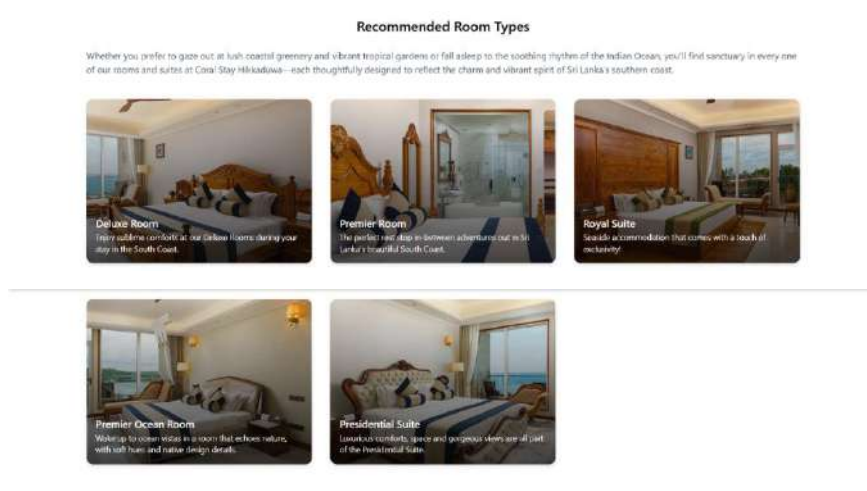 Recommended Room Types
Whether you prefer to gaze out at lush coastal greenery and vibrant tropical gardens or fall asleep to the soothing rhythm of the Indian Ocean, you'll find sanctuary in every one
of our rooms and suites at Coral Stay Hikkaduwa—each thoughtfully designed to reflect the charm and vibrant spirit of Sri Lanka's southern coast.
Deluxe Room
Enjoy sublime comforts at our Deluxe Rooms during your
stay in the South Coast.
Premier Room
The perfect rest stop in-between adventures out in Sri
Lanka's beautiful South Coast.
Royal Suite
Seaside accommodation that comes with a touch of
exclusivity!
Premier Ocean Room
Wake up to ocean vistas in a room that echoes nature,
with soft hues and native design details.
Presidential Suite
Luxurious comforts, space and gorgeous views are all part
of the Presidential Suite.